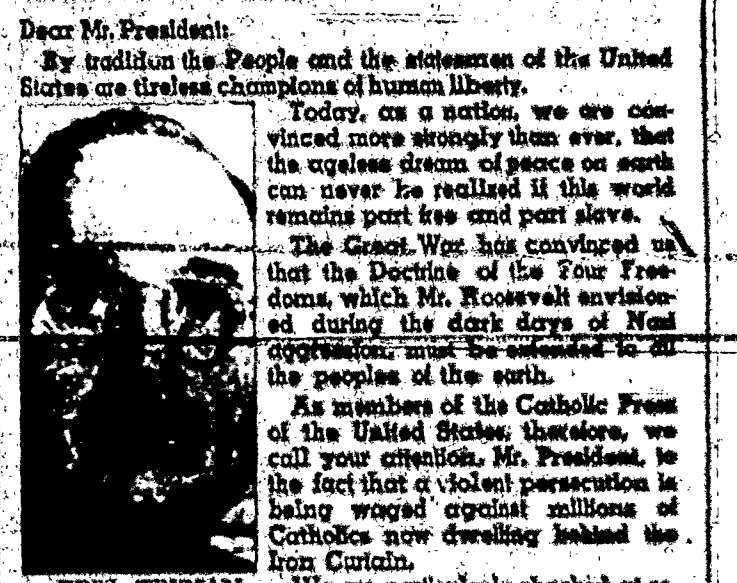 Dear Mr. President:
By tradition the People and the statesmen of the United
States are tireless champions of human liberty.
Today, as a nation, we are con-
vinced more strongly than ever, that
the ageless dream of peace on earth
can never be realized if this world
remains part free and part slave.
The Great War has convinced us
that the Doctrine of the Four Free-
doms, which Mr. Roosevelt envision-
ed during the dark days of Nazi
aggression, must be extended to all
the peoples of the earth.
As members of the Catholic Press
of the United States, therefore, we
call your attention, Mr. President, to
the fact that a violent persecution is
being waged against millions of
Catholics now dwelling behind the
Iron Curtain.